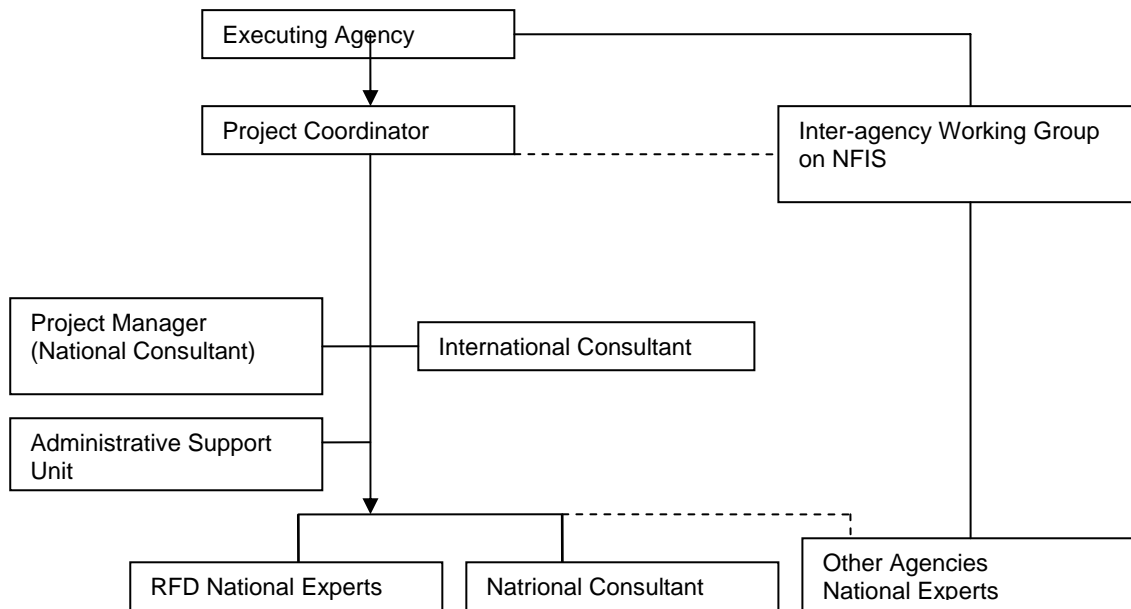 Executing Agency
Project Coordinator
Inter-agency Working Group
on NFIS
Project Manager
(National Consultant)
International Consultant
Administrative Support
Unit
RFD National Experts
Natrional Consultant
Other Agencies
National Experts